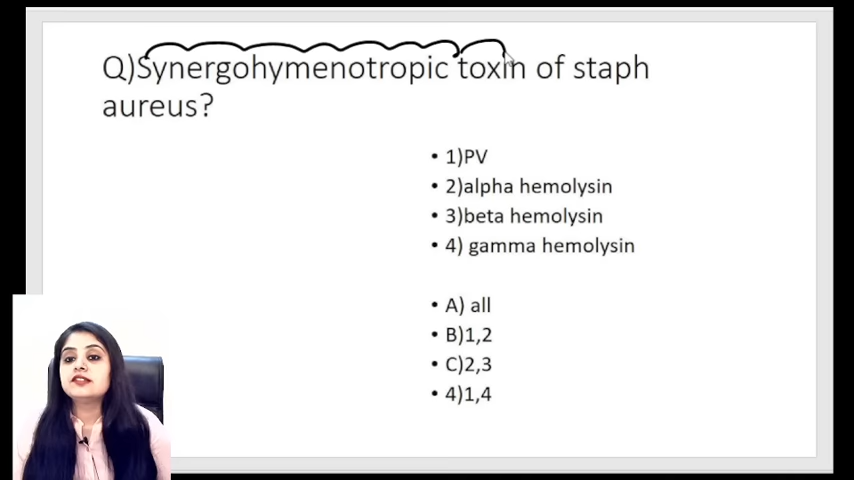 Q)Synergohymenotropic toxin of staph
aureus?
• 1)PV
• 2)alpha hemolysin
• 3)beta hemolysin
• 4) gamma hemolysin
• A) all
• B)1,2
• C)2,3
• 4)1,4